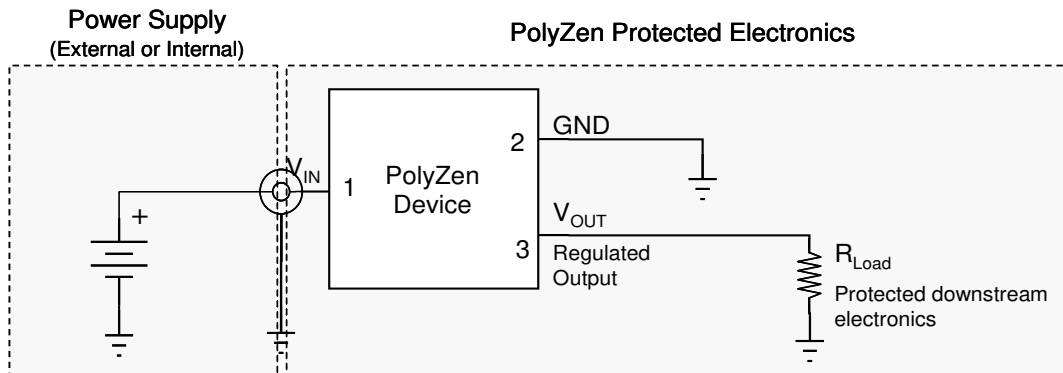 Power Supply
(External or Internal)
PolyZen Protected Electronics
V_IN
1
PolyZen
Device
2
GND
3
V_OUT
Regulated
Output
+
R_Load
Protected downstream
electronics